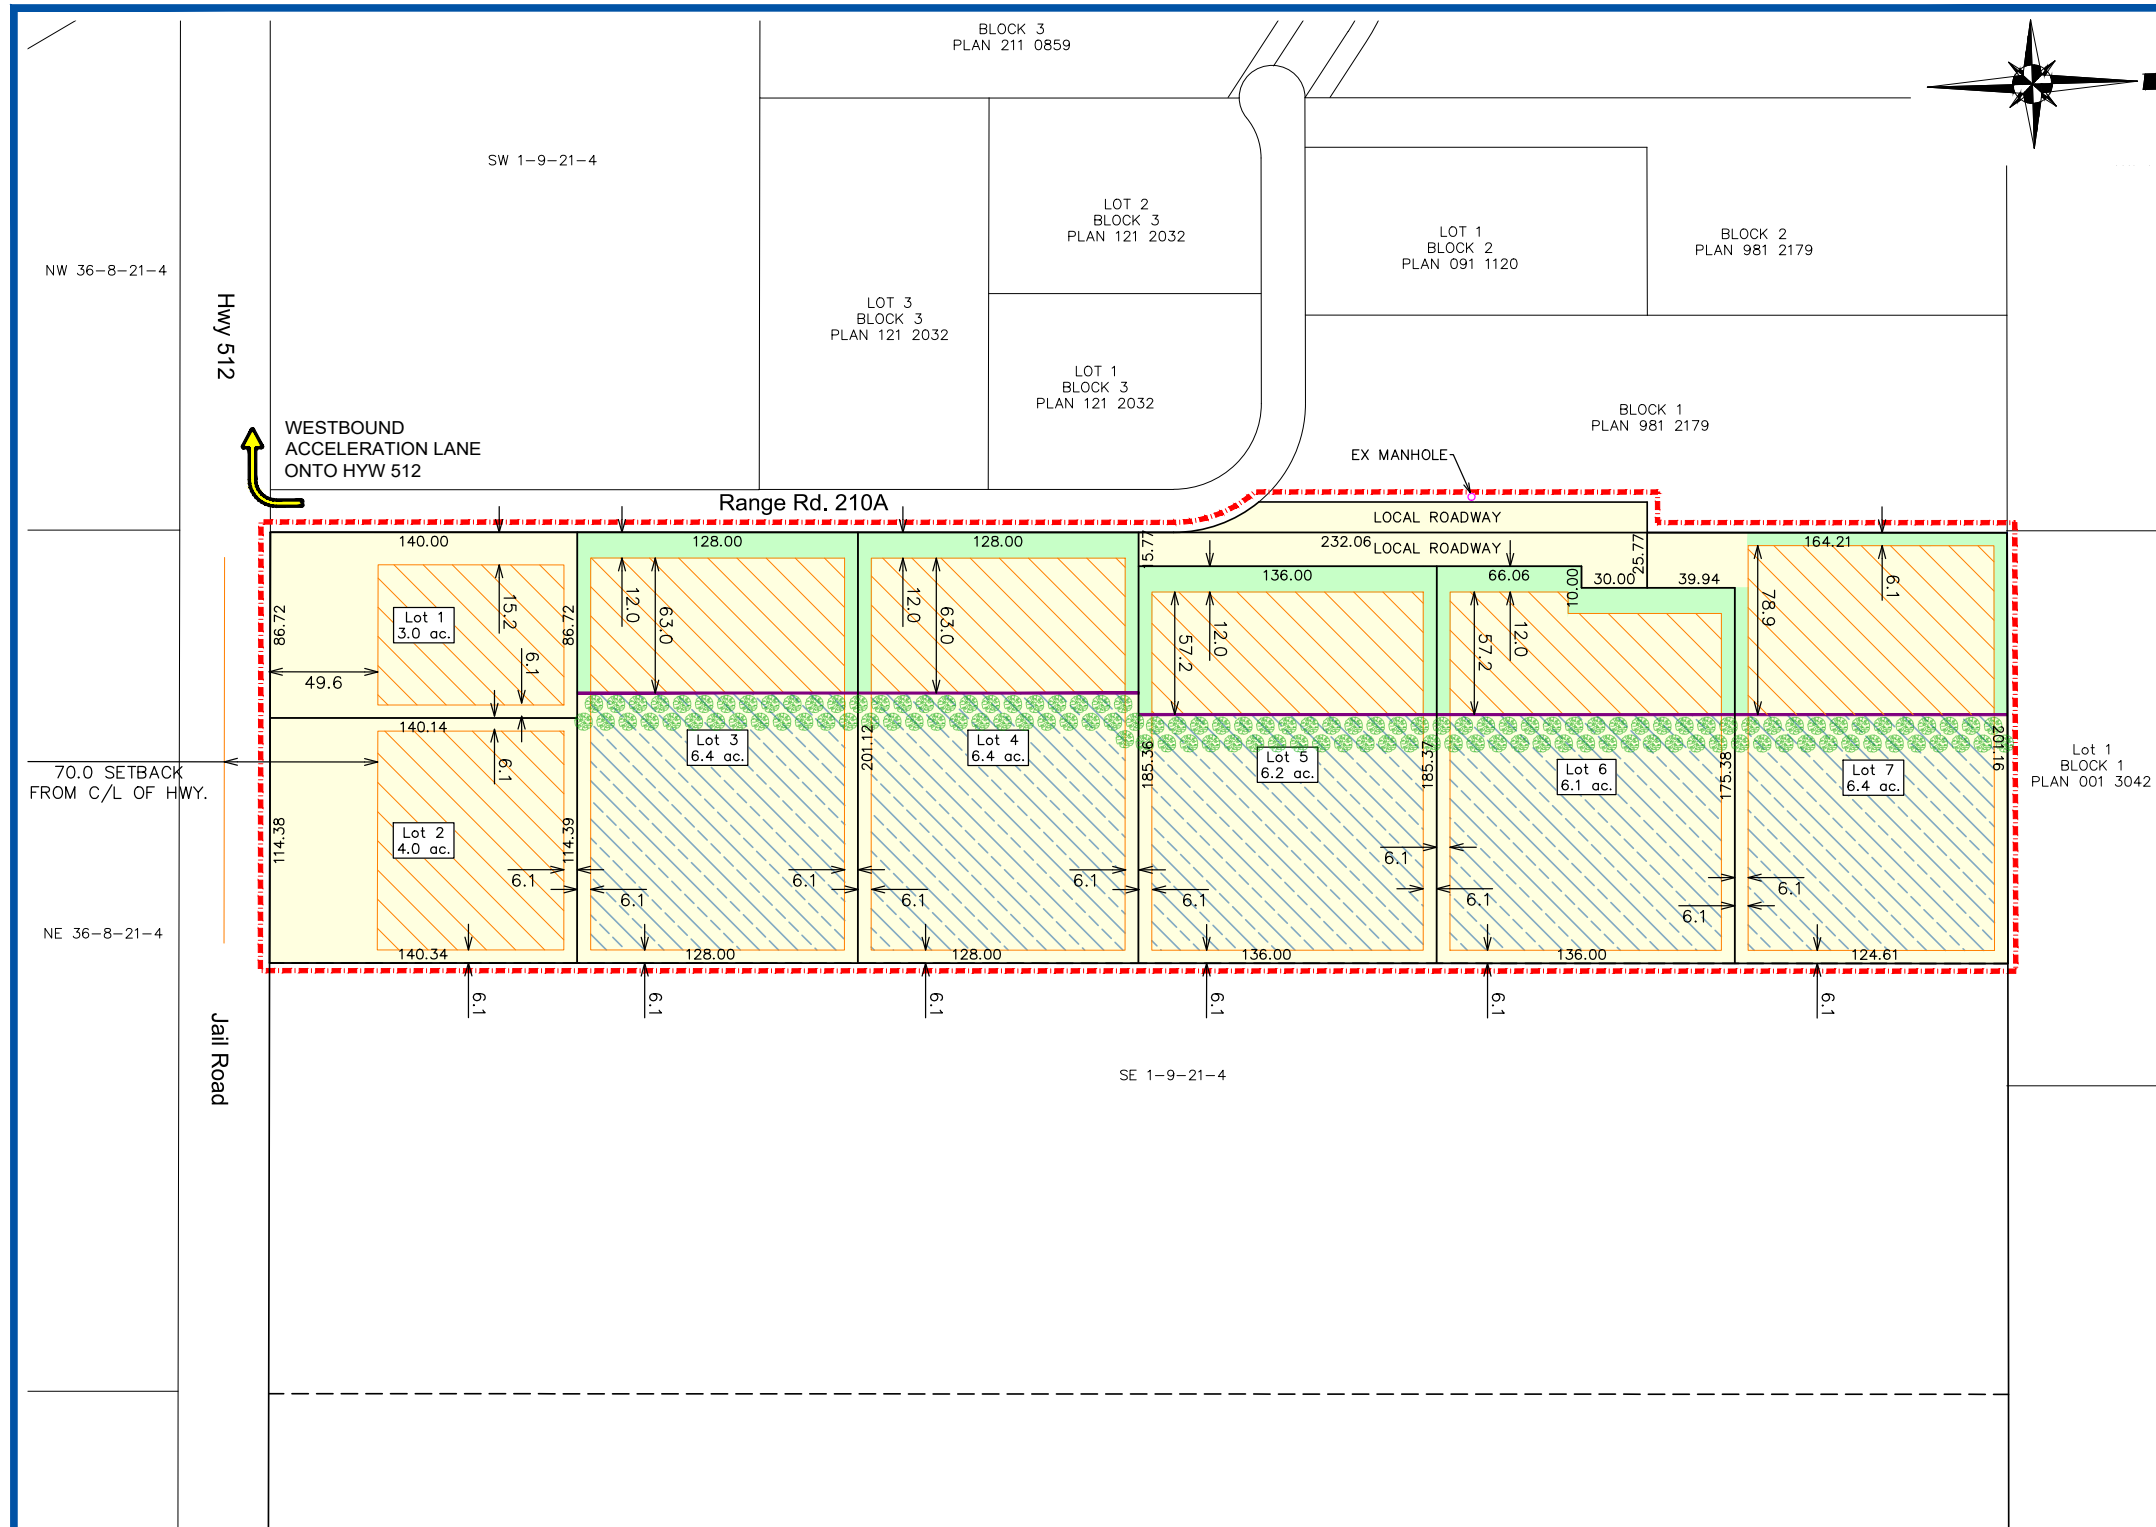 BLOCK 3
PLAN 211 0859
SW 1-9-21-4
NW 36-8-21-4
LOT 2
BLOCK 3
PLAN 121 2032
LOT 1
BLOCK 2
PLAN 091 1120
BLOCK 2
PLAN 981 2179
LOT 3
BLOCK 3
PLAN 121 2032
LOT 1
BLOCK 3
PLAN 121 2032
BLOCK 1
PLAN 981 2179
Hwy 512
WESTBOUND
ACCELERATION LANE
ONTO HYW 512
EX MANHOLE
Range Rd. 210A
LOCAL ROADWAY
LOCAL ROADWAY
140.00
128.00
128.00
15.77
232.06
25.77
164.21
136.00
66.06
10.00
30.00
39.94
86.72
Lot 1
3.0 ac.
15.2
86.72
6.1
49.6
12.0
63.0
12.0
63.0
57.2
12.0
57.2
12.0
78.9
6.1
140.14
6.1
Lot 3
6.4 ac.
201.12
Lot 4
6.4 ac.
185.36
Lot 5
6.2 ac.
185.37
Lot 6
6.1 ac.
175.38
Lot 7
6.4 ac.
201.16
Lot 1
BLOCK 1
PLAN 001 3042
70.0 SETBACK
FROM C/L OF HWY.
114.38
Lot 2
4.0 ac.
114.39
6.1
6.1
6.1
6.1
6.1
6.1
6.1
6.1
6.1
6.1
NE 36-8-21-4
140.34
128.00
128.00
136.00
136.00
124.61
6.1
6.1
6.1
6.1
6.1
6.1
Jail Road
SE 1-9-21-4